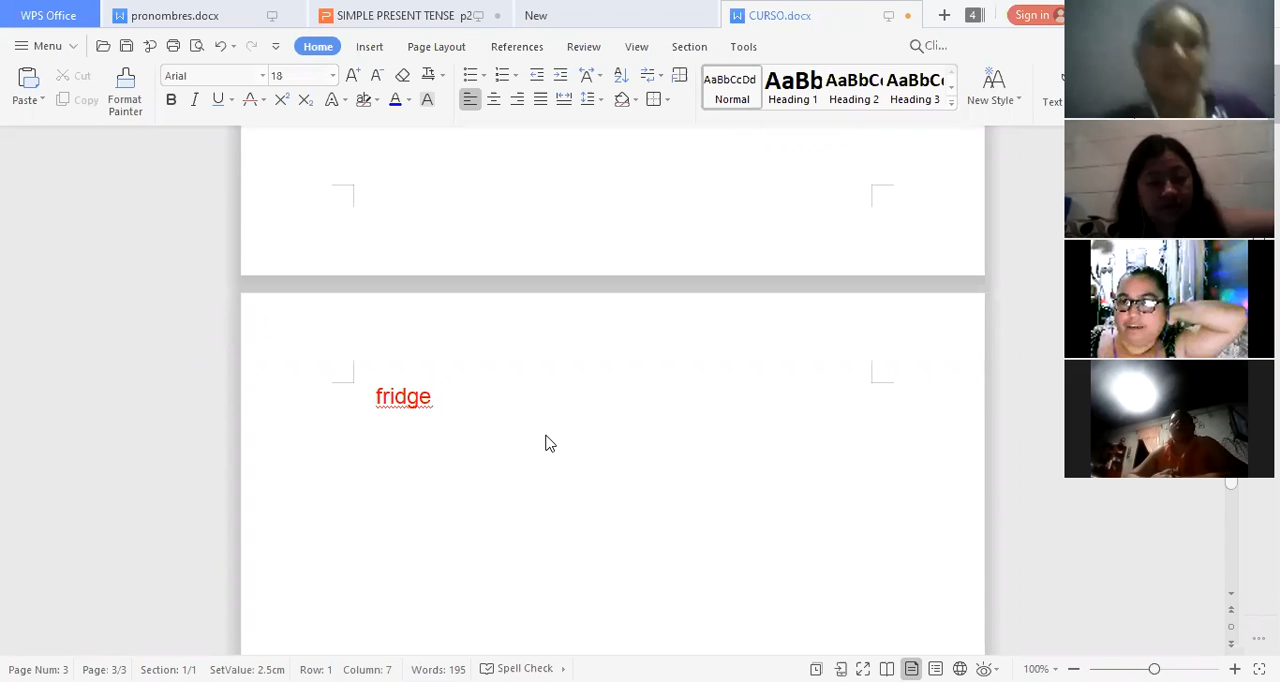 WPS Office pronombres.docx SIMPLE PRESENT TENSE p2 New CURSO.docx 4 Sign in
Menu Home Insert Page Layout References Review View Section Tools Cli...
Paste Cut Copy Format Painter Arial 18 AaBbCcDd Normal AaBb Heading 1 AaBbC Heading 2 AaBbC Heading 3 New Style Text
fridge
Page Num: 3 Page: 3/3 Section: 1/1 SetValue: 2.5cm Row: 1 Column: 7 Words: 195 Spell Check 100%